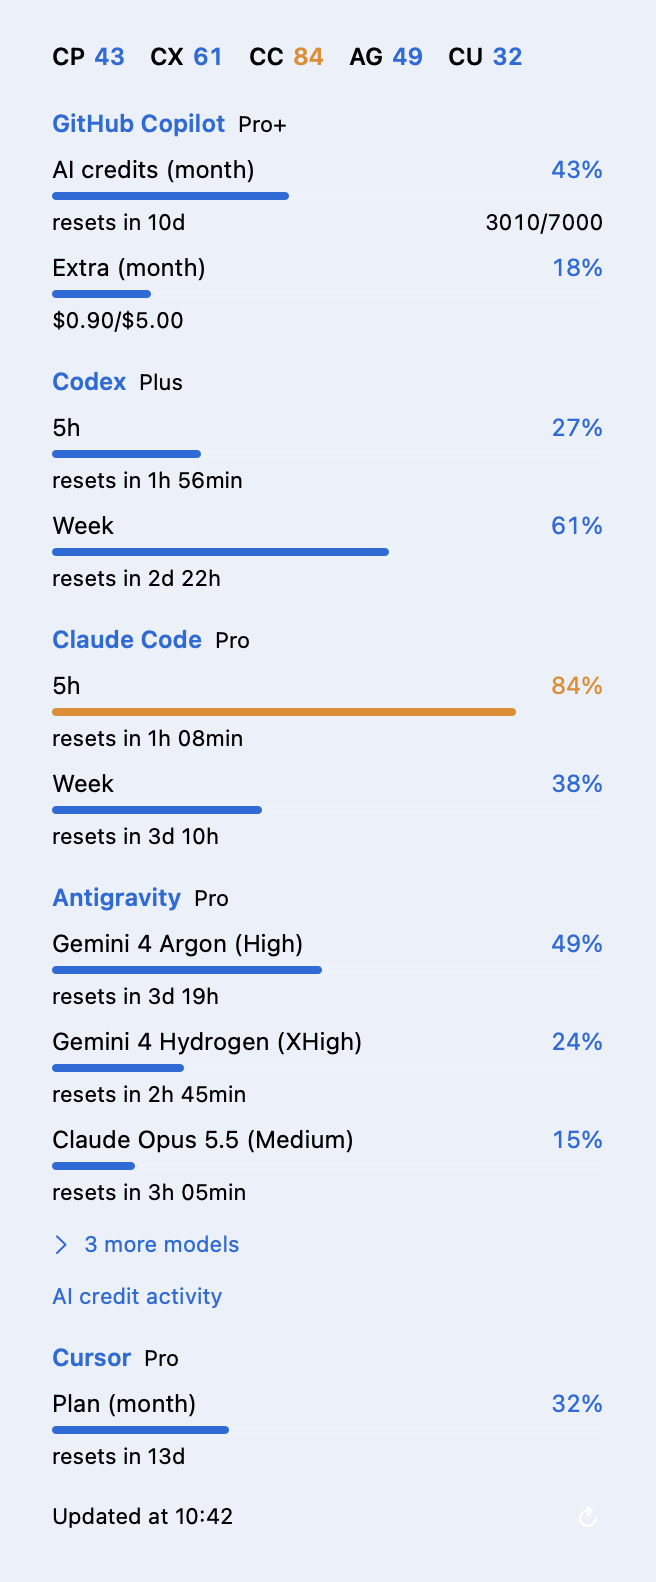 CP 43 CX 61 CC 84 AG 49 CU 32
GitHub Copilot Pro+
AI credits (month) 43%
resets in 10d 3010/7000
Extra (month) 18%
$0.90/$5.00
Codex Plus
5h 27%
resets in 1h 56min
Week 61%
resets in 2d 22h
Claude Code Pro
5h 84%
resets in 1h 08min
Week 38%
resets in 3d 10h
Antigravity Pro
Gemini 4 Argon (High) 49%
resets in 3d 19h
Gemini 4 Hydrogen (XHigh) 24%
resets in 2h 45min
Claude Opus 5.5 (Medium) 15%
resets in 3h 05min
3 more models
AI credit activity
Cursor Pro
Plan (month) 32%
resets in 13d
Updated at 10:42